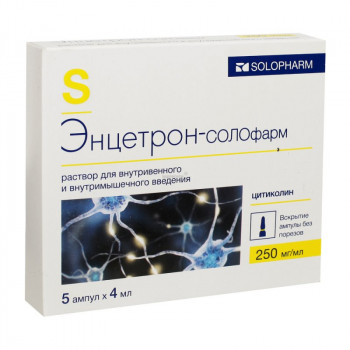 SOLOPHARM
S
Энцетрон-СОЛОфарм
раствор для внутривенного
и внутримышечного введения
ЦИТИКОЛИН
Вскрытие
ампулы без
порезов
250 мг/мл
5 ампул х 4 мл